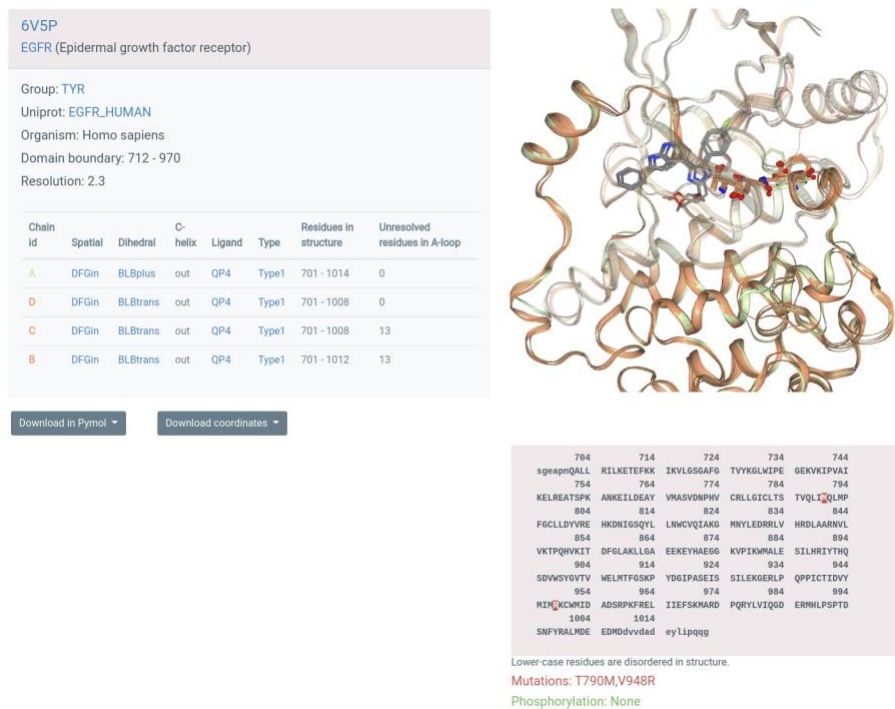 6V5P
EGFR (Epidermal growth factor receptor)
Group: TYR
Uniprot: EGFR_HUMAN
Organism: Homo sapiens
Domain boundary: 712 - 970
Resolution: 2.3
Chain id Spatial Dihedral C-helix Ligand Type Residues in structure Unresolved residues in A-loop
A DFGin BLBplus out QP4 Type1 701 - 1014 0
D DFGin BLBtrans out QP4 Type1 701 - 1008 0
C DFGin BLBtrans out QP4 Type1 701 - 1008 13
B DFGin BLBtrans out QP4 Type1 701 - 1012 13
Download in Pymol Download coordinates
704 714 724 734 744
sgeapnQALL RILKETEFKK IKVLGSGAFG TVYKGLWIPE GEKVKIPVAI
754 764 774 784 794
KELREATSPK ANKEILDEAY VMASVDNPHV CRLLGICLTS TVQLIMQLMP
804 814 824 834 844
FGCLLDYVRE HKDNIGSQYL LNWCVQIAKG MNYLEDRRLV HRDLAARNVL
854 864 874 884 894
VKTPQHVKIT DFGLAKLLGA EEKEYHAEGG KVPIKWMALE SILHRIYTHQ
904 914 924 934 944
SDVWSYGVTV WELMTFGSKP YDGIPASEIS SILEKGERLP QPPICTIDVY
954 964 974 984 994
MIMRKCWMID ADSRPKFREL IIEFSKMARD PQRYLVIQGD ERMHLPSPTD
1004 1014
SNFYRALMDE EDMDdvvdad eylipqqg
Lower-case residues are disordered in structure.
Mutations: T790M,V948R
Phosphorylation: None